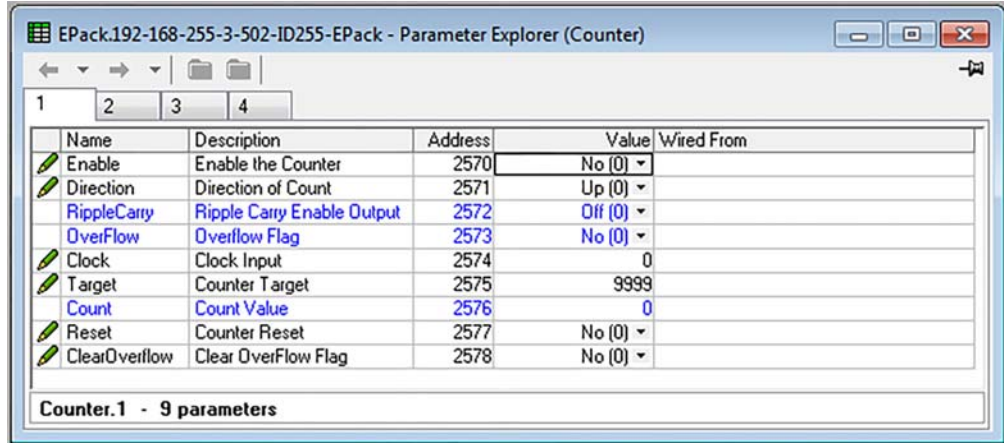 EPack.192-168-255-3-502-ID255-EPack - Parameter Explorer (Counter)
1 2 3 4
Name Description Address Value Wired From
Enable Enable the Counter 2570 No (0)
Direction Direction of Count 2571 Up (0)
RippleCarry Ripple Carry Enable Output 2572 Off (0)
OverFlow Overflow Flag 2573 No (0)
Clock Clock Input 2574 0
Target Counter Target 2575 9999
Count Count Value 2576 0
Reset Counter Reset 2577 No (0)
ClearOverflow Clear OverFlow Flag 2578 No (0)
Counter.1 - 9 parameters